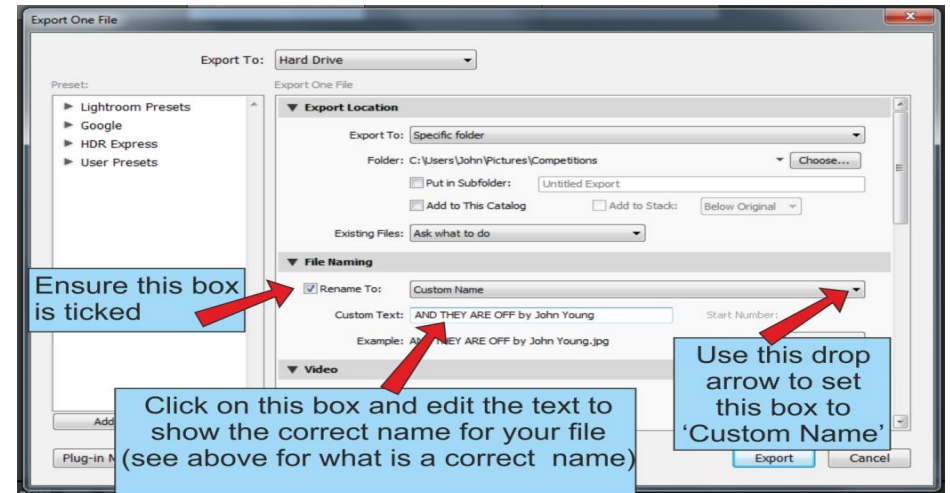 Export One File
Export To: Hard Drive
Preset:
Export One File
Lightroom Presets
Google
HDR Express
User Presets
Export Location
Export To: Specific folder
Folder: C:\Users\John\Pictures\Competitions Choose...
Put in Subfolder: Untitled Export
Add to This Catalog Add to Stack: Below Original
Existing Files: Ask what to do
File Naming
Rename To: Custom Name
Custom Text: AND THEY ARE OFF by John Young Start Number:
Example: THEY ARE OFF by John Young.jpg
Video
Ensure this box
is ticked
Click on this box and edit the text to
show the correct name for your file
(see above for what is a correct name)
Use this drop
arrow to set
this box to
‘Custom Name’
Add
Plug-in
Export Cancel